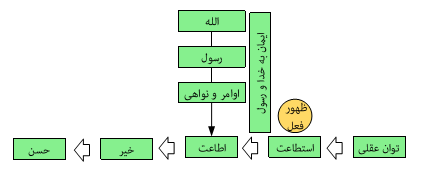 الله
رسول
اوامر و نواهی
ایمان به خدا و رسول
ظهور
فعل
توان عقلی
استطاعت
اطاعت
خیر
حسن